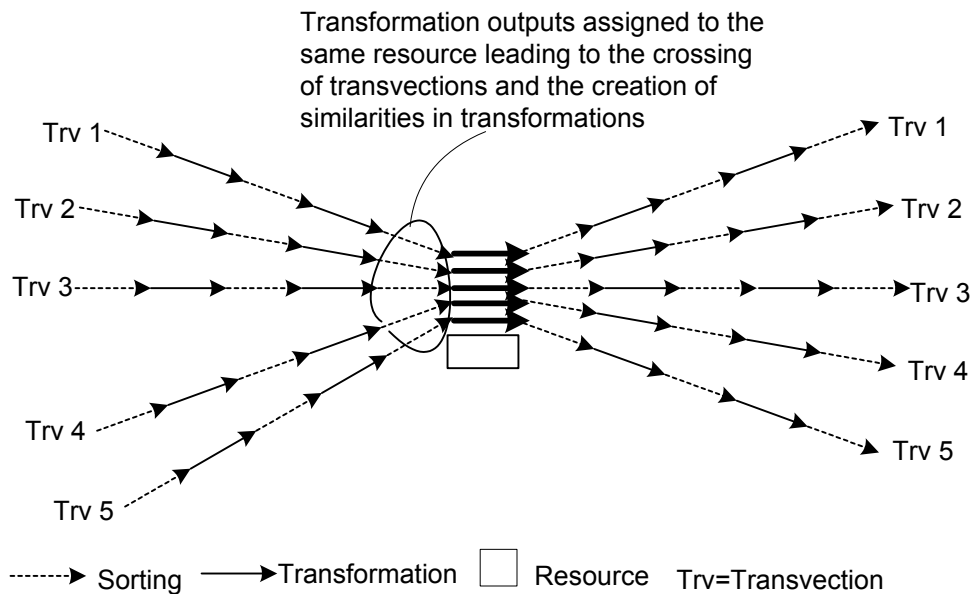 Transformation outputs assigned to the
same resource leading to the crossing
of transvections and the creation of
similarities in transformations
Trv 1
Trv 1
Trv 2
Trv 2
Trv 3
Trv 3
Trv 4
Trv 4
Trv 5
Trv 5
Sorting Transformation Resource Trv=Transvection